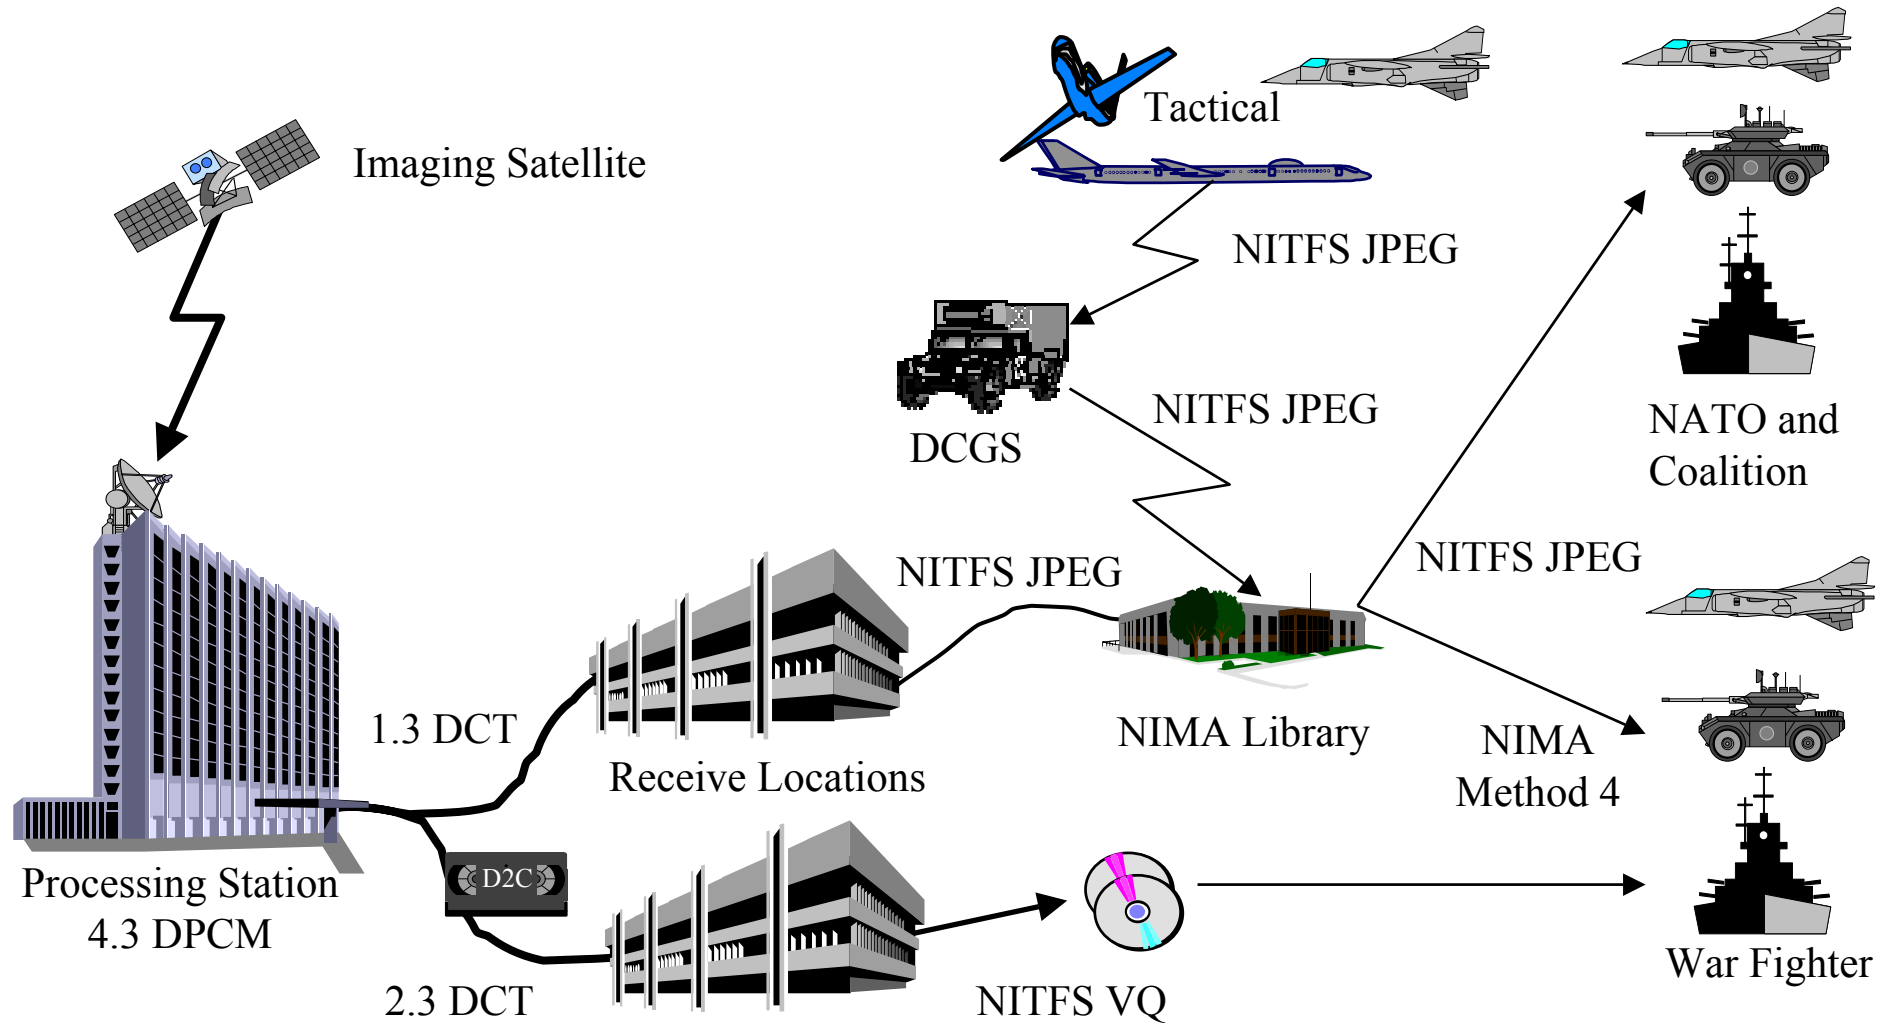 Tactical
Imaging Satellite
NITFS JPEG
NITFS JPEG
DCGS
NATO and
Coalition
NITFS JPEG
NITFS JPEG
1.3 DCT
Receive Locations
NIMA Library
NIMA
Method 4
Processing Station
4.3 DPCM
D2C
2.3 DCT
NITFS VQ
War Fighter